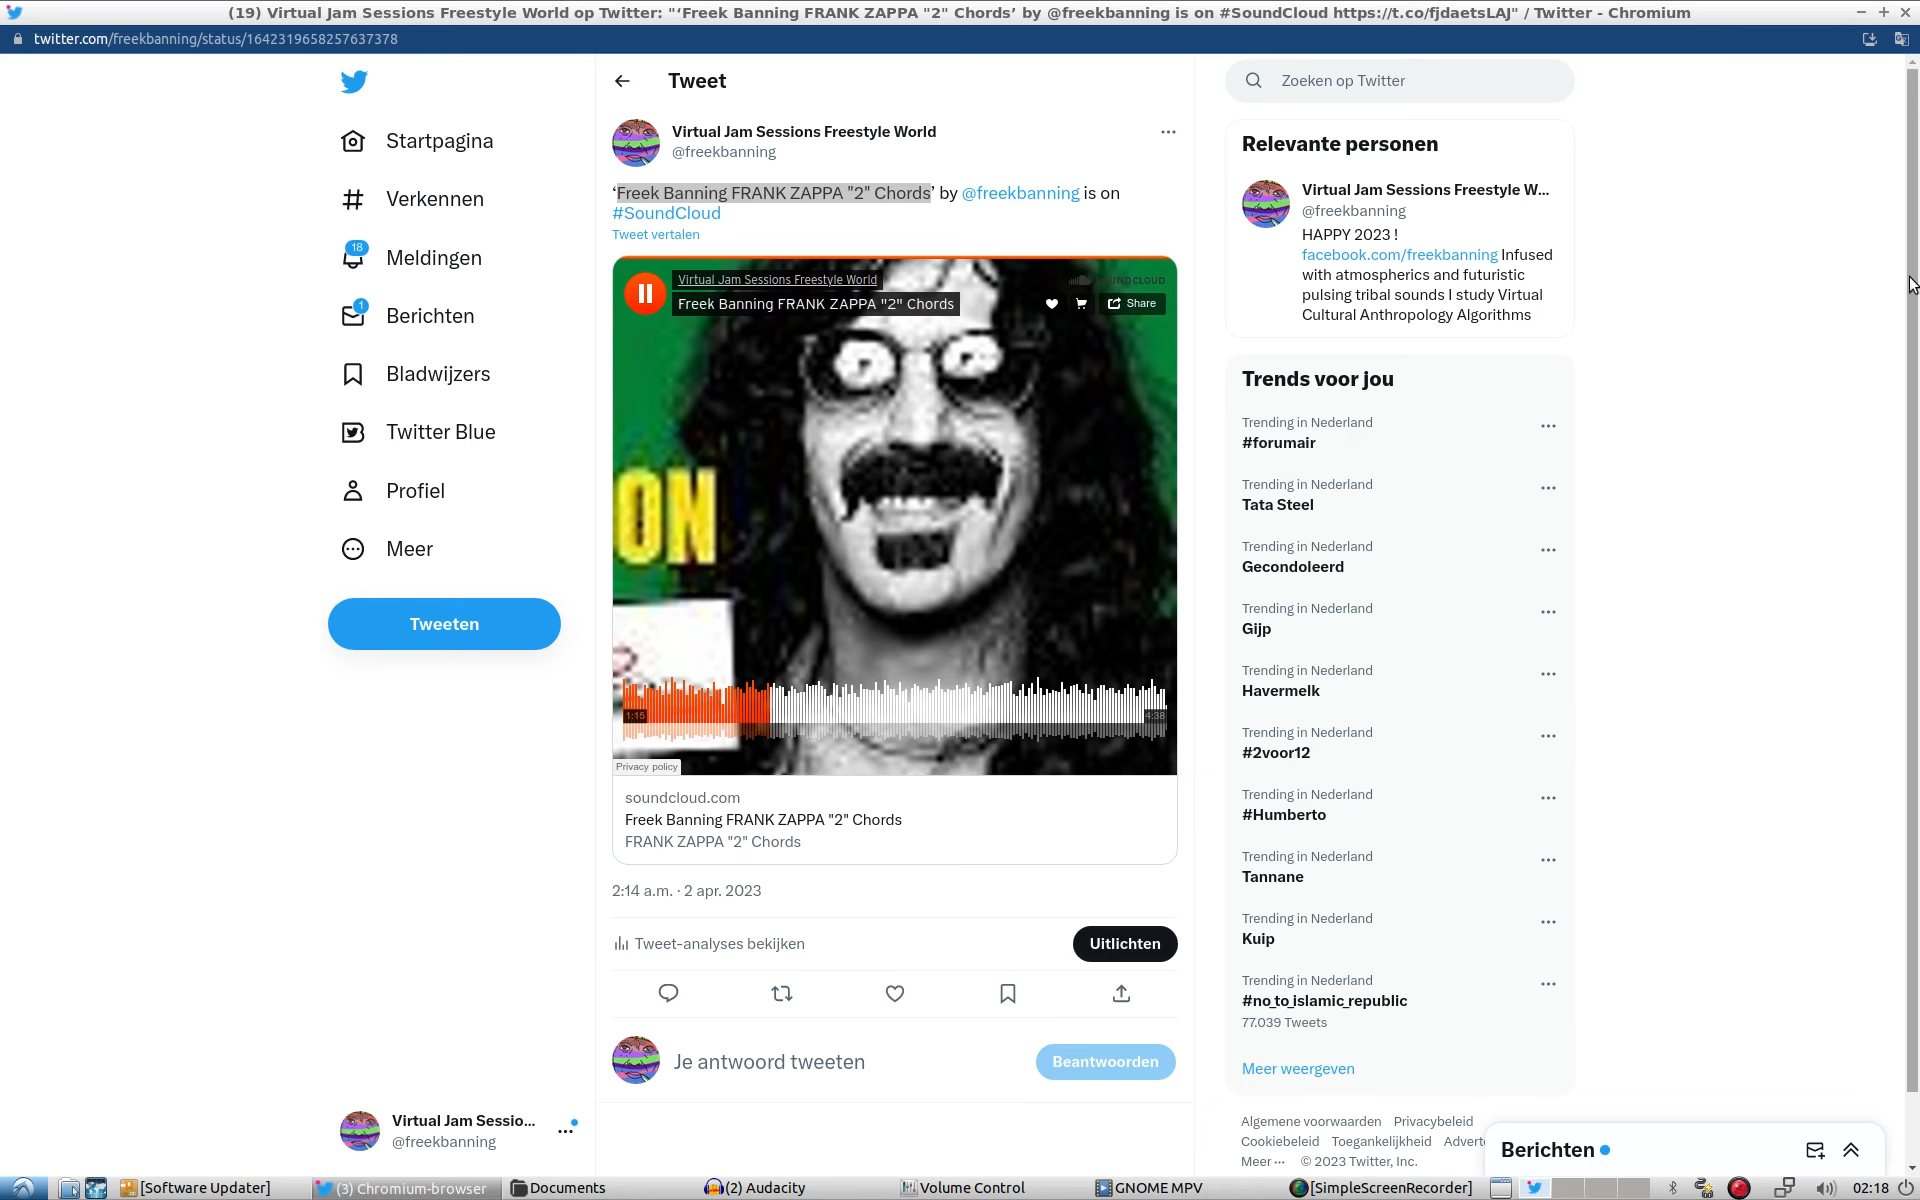 (19) Virtual Jam Sessions Freestyle World op Twitter: "‘Freek Banning FRANK ZAPPA "2" Chords’ by @freekbanning is on #SoundCloud https://t.co/fjdaetsLAJ" / Twitter - Chromium
twitter.com/freekbanning/status/1642319658257637378
Startpagina
Verkennen
18
Meldingen
1
Berichten
Bladwijzers
Twitter Blue
Profiel
Meer
Tweeten
Virtual Jam Sessio...
@freekbanning
Tweet
Virtual Jam Sessions Freestyle World
@freekbanning
‘Freek Banning FRANK ZAPPA "2" Chords’ by @freekbanning is on
#SoundCloud
Tweet vertalen
Virtual Jam Sessions Freestyle World
SOUNDCLOUD
Freek Banning FRANK ZAPPA "2" Chords
Share
ON
1:15
4:38
Privacy policy
soundcloud.com
Freek Banning FRANK ZAPPA "2" Chords
FRANK ZAPPA "2" Chords
2:14 a.m. · 2 apr. 2023
Tweet-analyses bekijken
Uitlichten
Je antwoord tweeten
Beantwoorden
Zoeken op Twitter
Relevante personen
Virtual Jam Sessions Freestyle W...
@freekbanning
HAPPY 2023 !
facebook.com/freekbanning Infused
with atmospherics and futuristic
pulsing tribal sounds I study Virtual
Cultural Anthropology Algorithms
Trends voor jou
Trending in Nederland
#forumair
Trending in Nederland
Tata Steel
Trending in Nederland
Gecondoleerd
Trending in Nederland
Gijp
Trending in Nederland
Havermelk
Trending in Nederland
#2voor12
Trending in Nederland
#Humberto
Trending in Nederland
Tannane
Trending in Nederland
Kuip
Trending in Nederland
#no_to_islamic_republic
77.039 Tweets
Meer weergeven
Algemene voorwaarden Privacybeleid
Cookiebeleid Toegankelijkheid Advert
Meer ··· © 2023 Twitter, Inc.
Berichten
[Software Updater]
(3) Chromium-browser
Documents
(2) Audacity
Volume Control
GNOME MPV
[SimpleScreenRecorder]
02:18